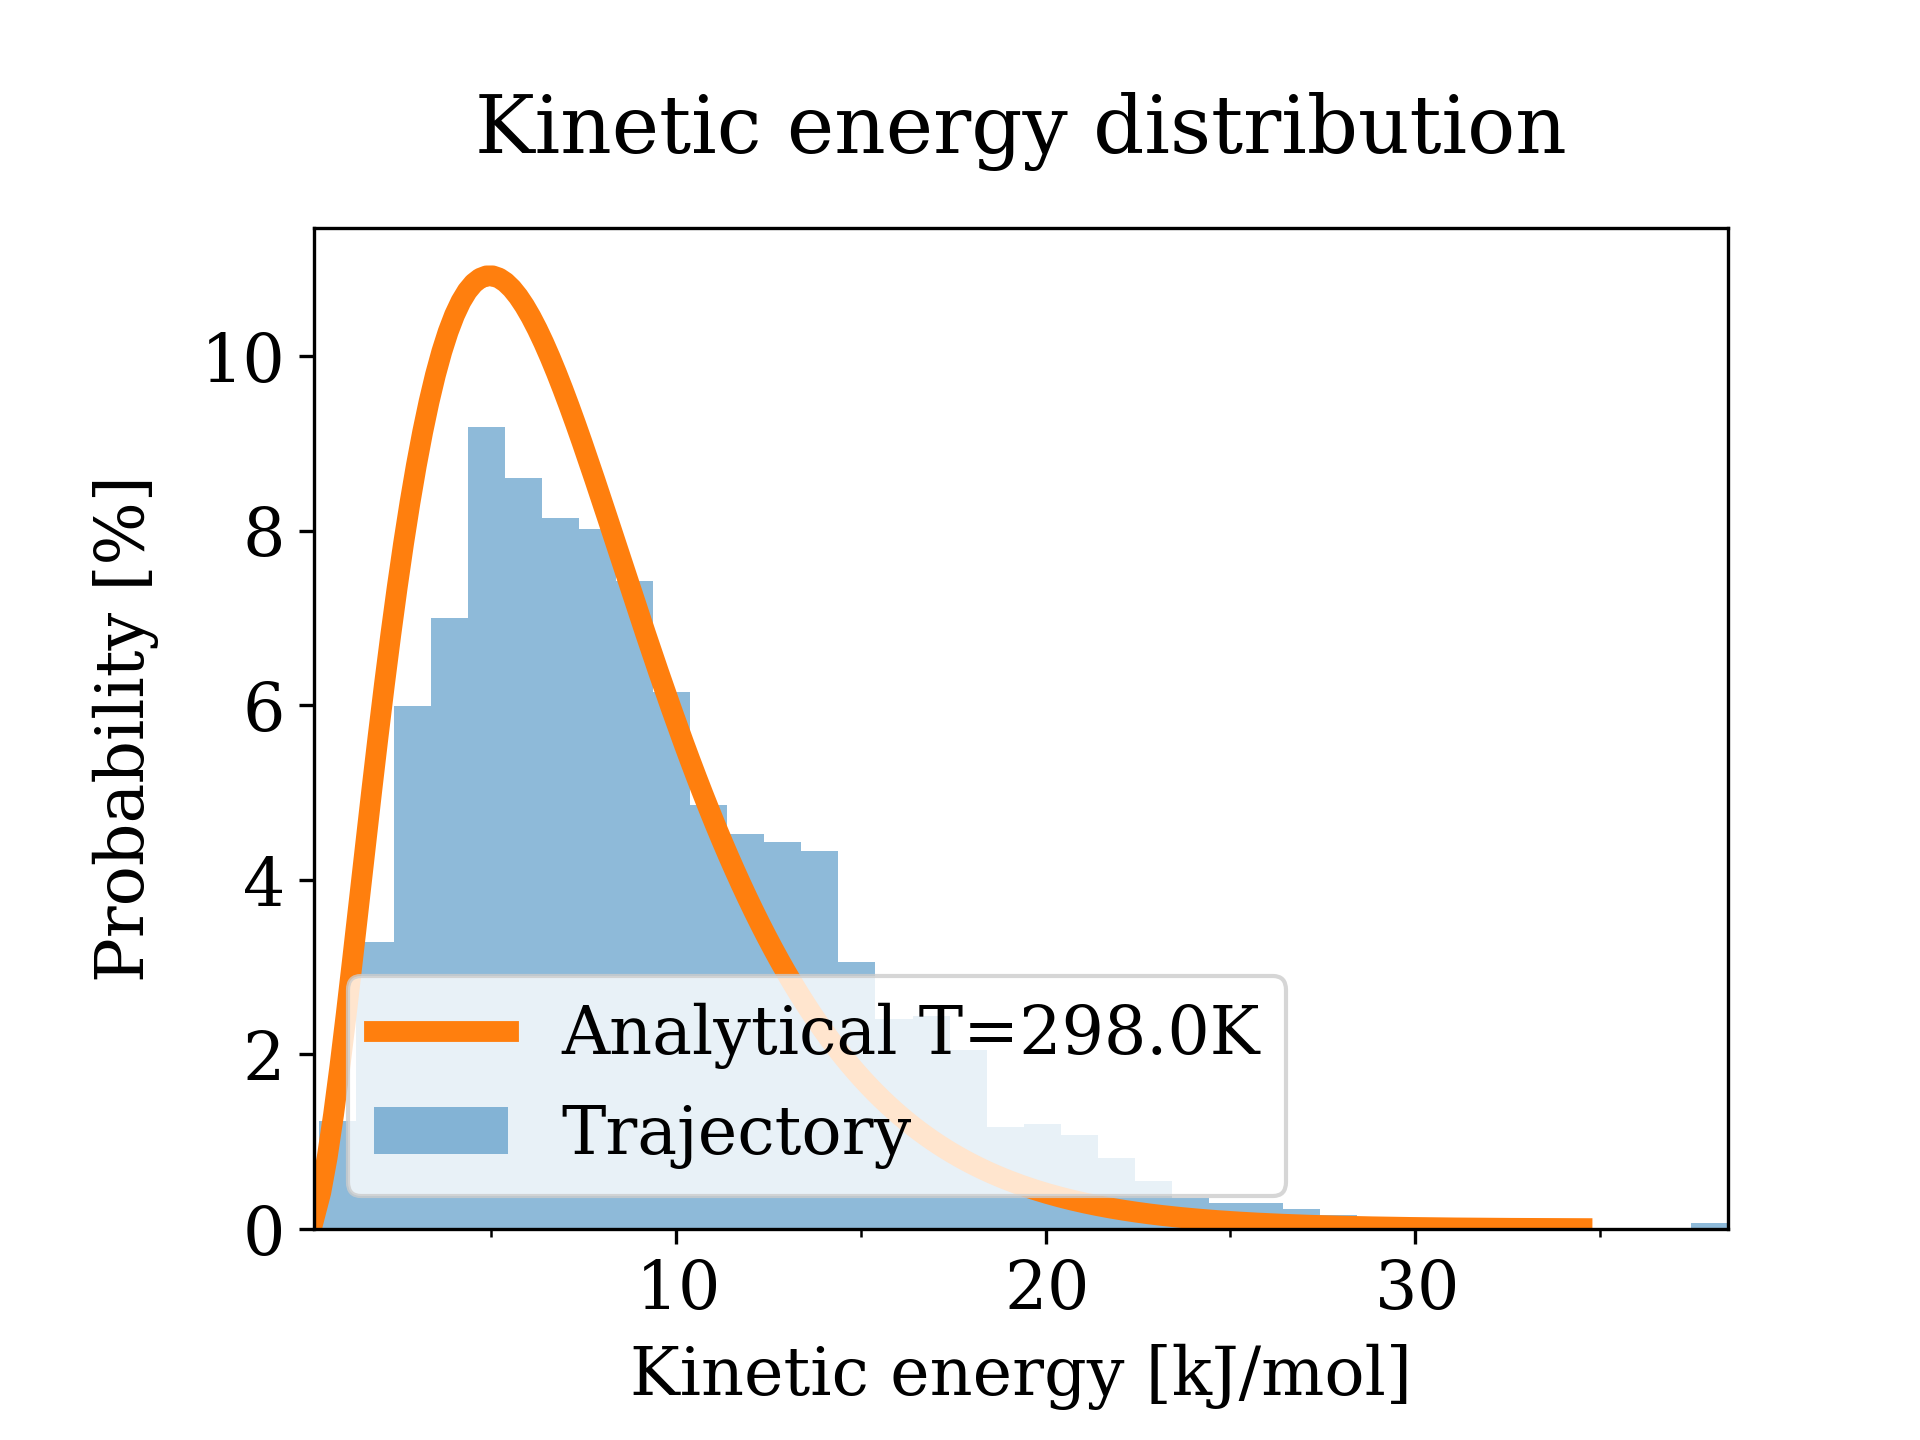 Kinetic energy distribution
Probability [%]
10
8
6
4
2
0
Analytical T=298.0K
Trajectory
10 20 30
Kinetic energy [kJ/mol]